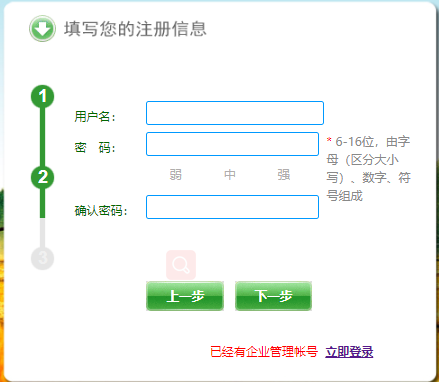 填写您的注册信息
1
用户名：
密　码：
* 6-16位，由字
母（区分大小
写）、数字、符
号组成
2
弱 中 强
确认密码：
3
上一步 下一步
已经有企业管理帐号 立即登录